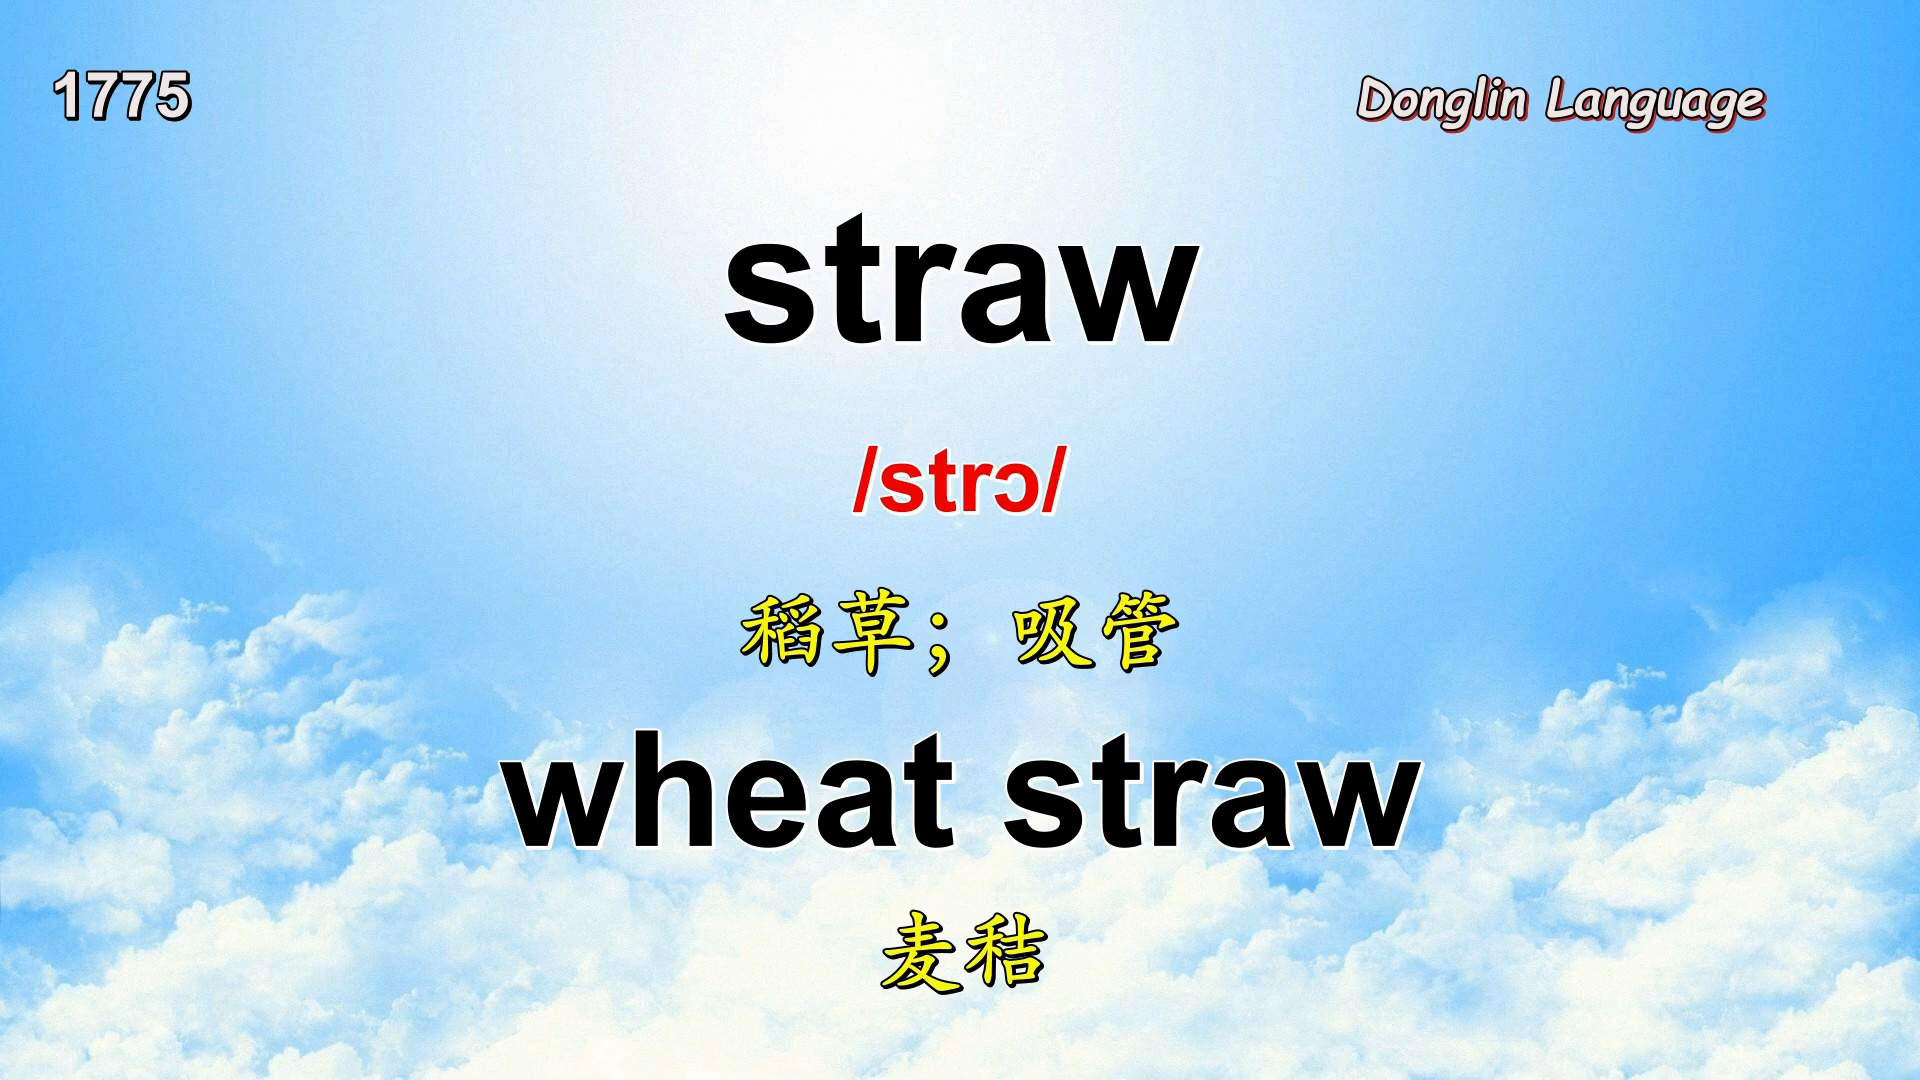 1775
Donglin Language
straw
/strɔ/
稻草；吸管
wheat straw
麦秸